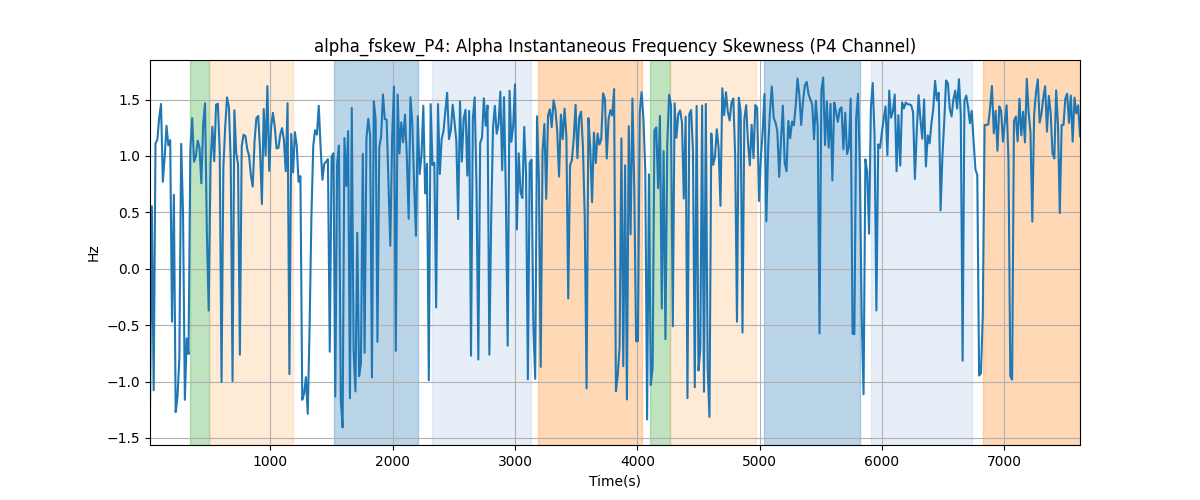 alpha_fskew_P4: Alpha Instantaneous Frequency Skewness (P4 Channel)
1.5
1.0
0.5
0.0
−0.5
−1.0
−1.5
Hz
1000 2000 3000 4000 5000 6000 7000
Time(s)